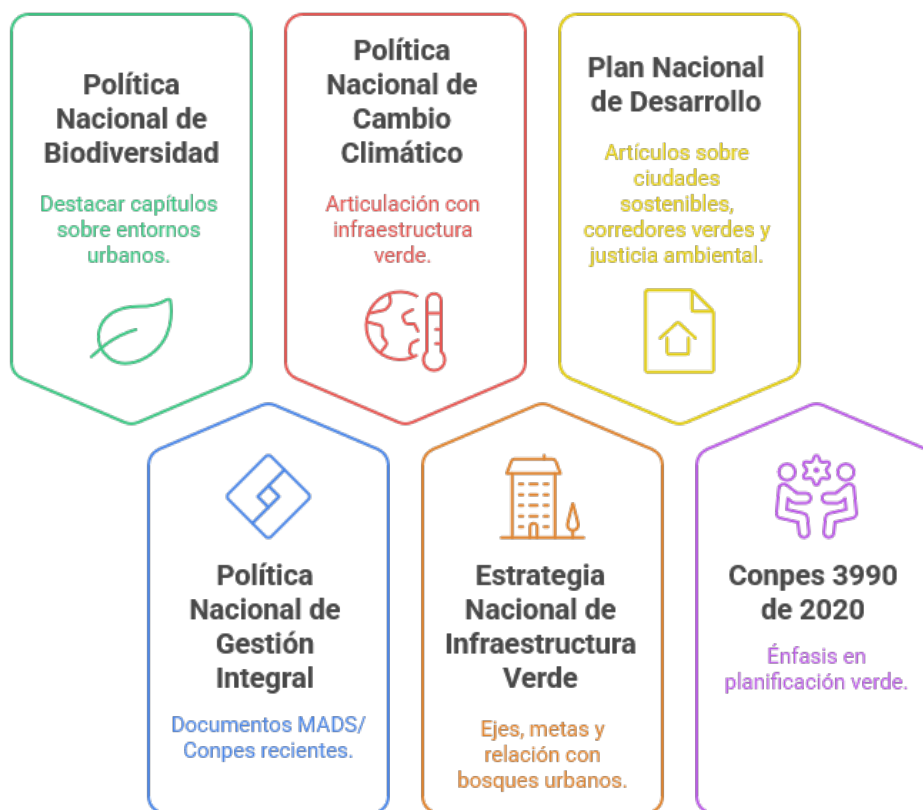 Política
Nacional de
Biodiversidad
Destacar capítulos
sobre entornos
urbanos.
Política
Nacional de
Cambio
Climático
Articulación con
infraestructura
verde.
Plan Nacional
de Desarrollo
Artículos sobre
ciudades
sostenibles,
corredores verdes y
justicia ambiental.
Política
Nacional de
Gestión
Integral
Documentos MADS/
Conpes recientes.
Estrategia
Nacional de
Infraestructura
Verde
Ejes, metas y
relación con
bosques urbanos.
Conpes 3990
de 2020
Énfasis en
planificación verde.